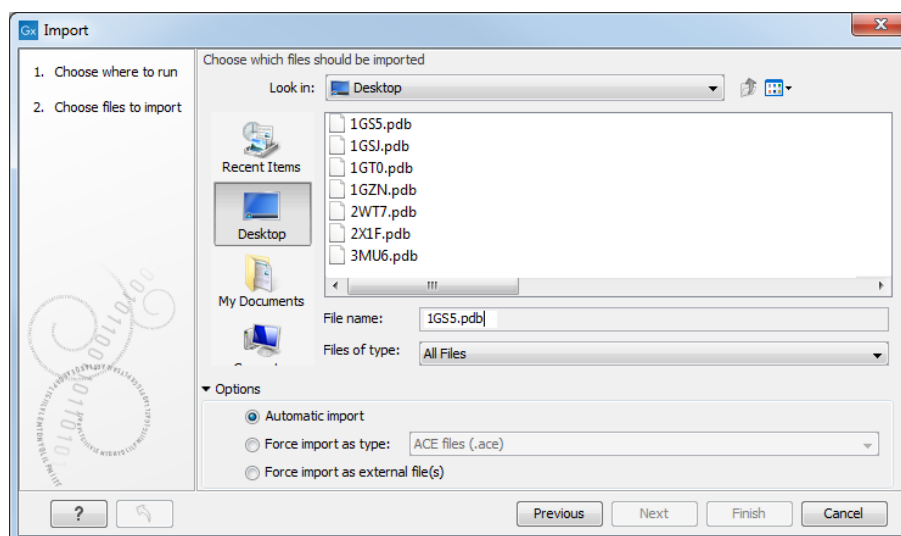 Gx Import
1. Choose where to run
2. Choose files to import
Choose which files should be imported
Look in: Desktop
Recent Items
Desktop
My Documents
1GS5.pdb
1GSJ.pdb
1GT0.pdb
1GZN.pdb
2WT7.pdb
2X1F.pdb
3MU6.pdb
File name: 1GS5.pdb
Files of type: All Files
Options
Automatic import
Force import as type: ACE files (.ace)
Force import as external file(s)
? Previous Next Finish Cancel